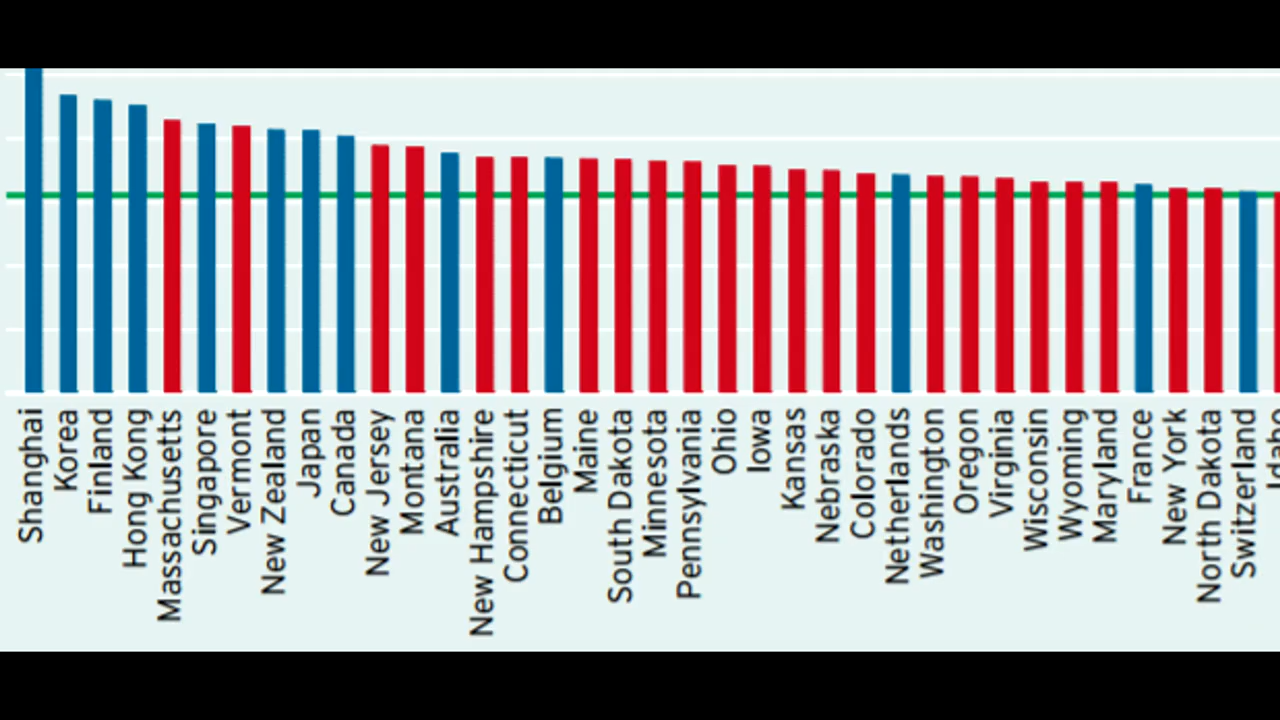 Shanghai
Korea
Finland
Hong Kong
Massachusetts
Singapore
Vermont
New Zealand
Japan
Canada
New Jersey
Montana
Australia
New Hampshire
Connecticut
Belgium
Maine
South Dakota
Minnesota
Pennsylvania
Ohio
Iowa
Kansas
Nebraska
Colorado
Netherlands
Washington
Oregon
Virginia
Wisconsin
Wyoming
Maryland
France
New York
North Dakota
Switzerland